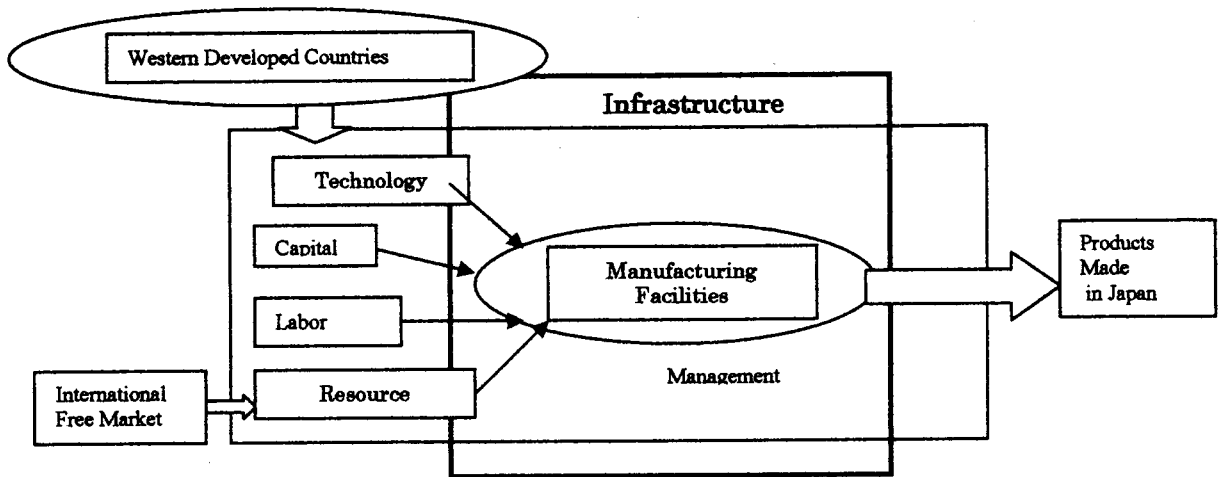 Western Developed Countries
Infrastructure
Technology
Capital
Manufacturing
Facilities
Products
Made
in Japan
Labor
Management
Resource
International
Free Market